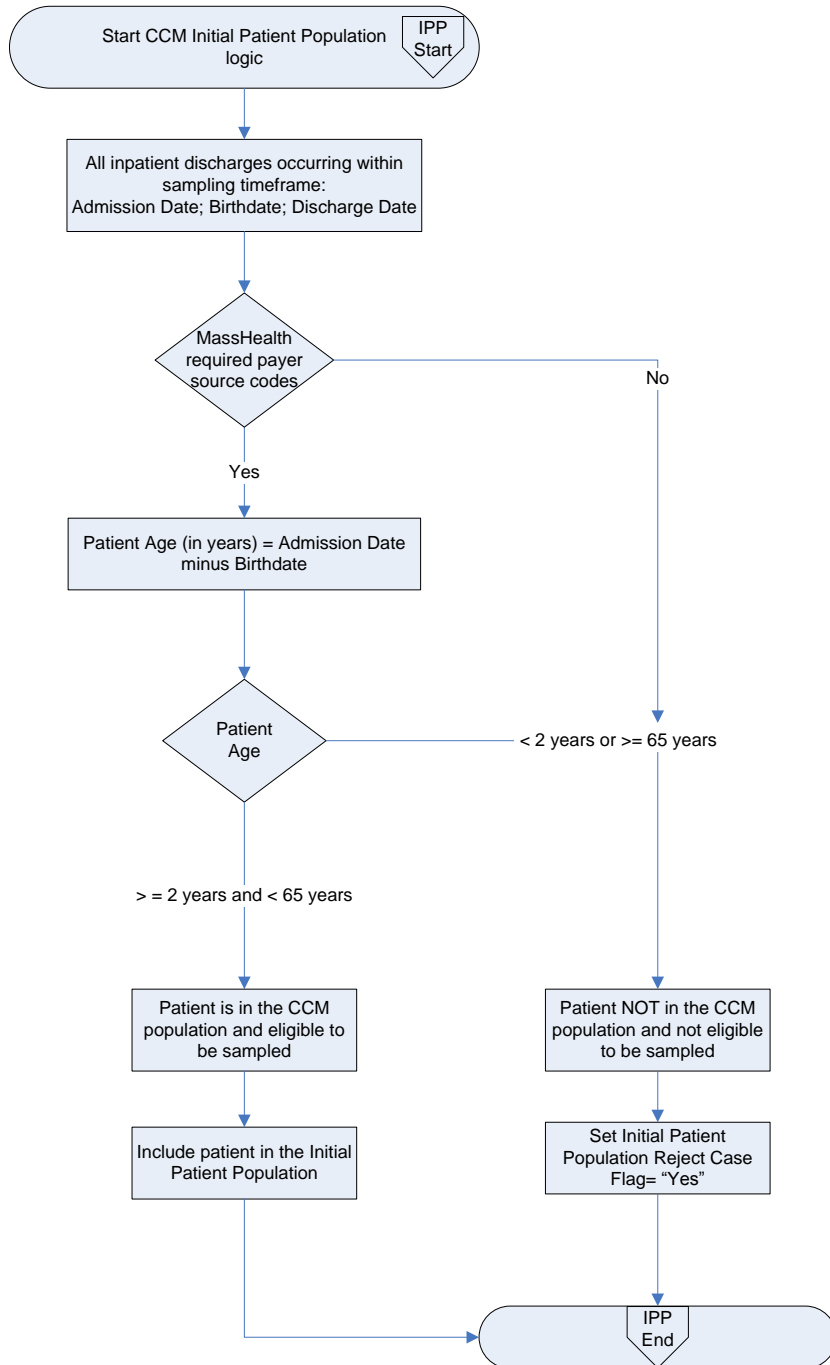 Start CCM Initial Patient Population
logic
IPP
Start
All inpatient discharges occurring within
sampling timeframe:
Admission Date; Birthdate; Discharge Date
MassHealth
required payer
source codes
No
Yes
Patient Age (in years) = Admission Date
minus Birthdate
Patient
Age
< 2 years or >= 65 years
> = 2 years and < 65 years
Patient is in the CCM
population and eligible to
be sampled
Patient NOT in the CCM
population and not eligible
to be sampled
Include patient in the Initial
Patient Population
Set Initial Patient
Population Reject Case
Flag= “Yes”
IPP
End